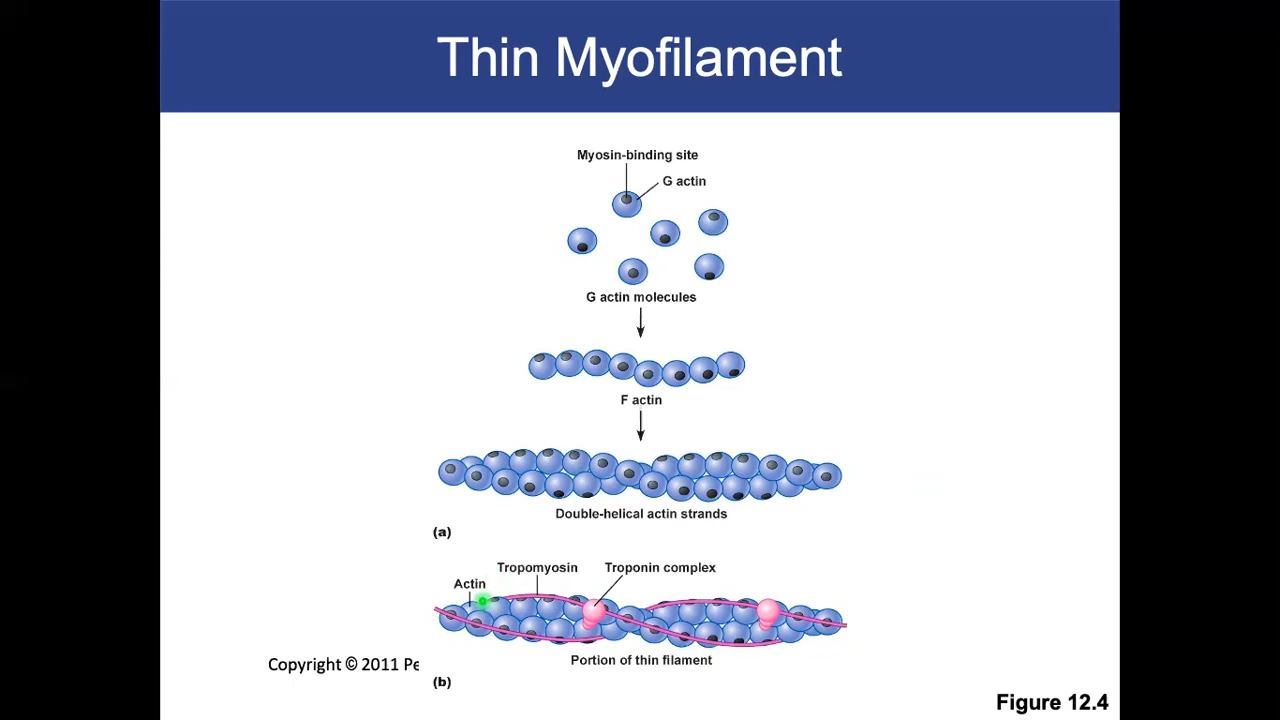 Thin Myofilament
Myosin-binding site
G actin
G actin molecules
F actin
Double-helical actin strands
(a)
Tropomyosin
Troponin complex
Actin
Portion of thin filament
Copyright © 2011 Pe
(b)
Figure 12.4